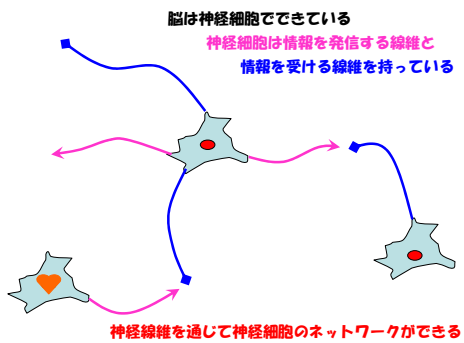 脳は神経細胞でできている
神経細胞は情報を発信する線維と
情報を受ける線維を持っている
神経線維を通じて神経細胞のネットワークができる